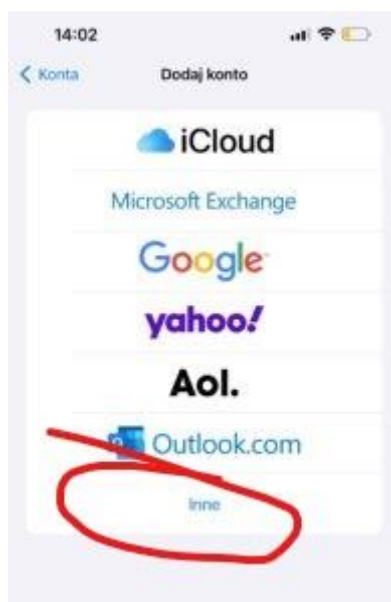 14:02
Konta
Dodaj konto
iCloud
Microsoft Exchange
Google
yahoo!
Aol.
Outlook.com
Inne